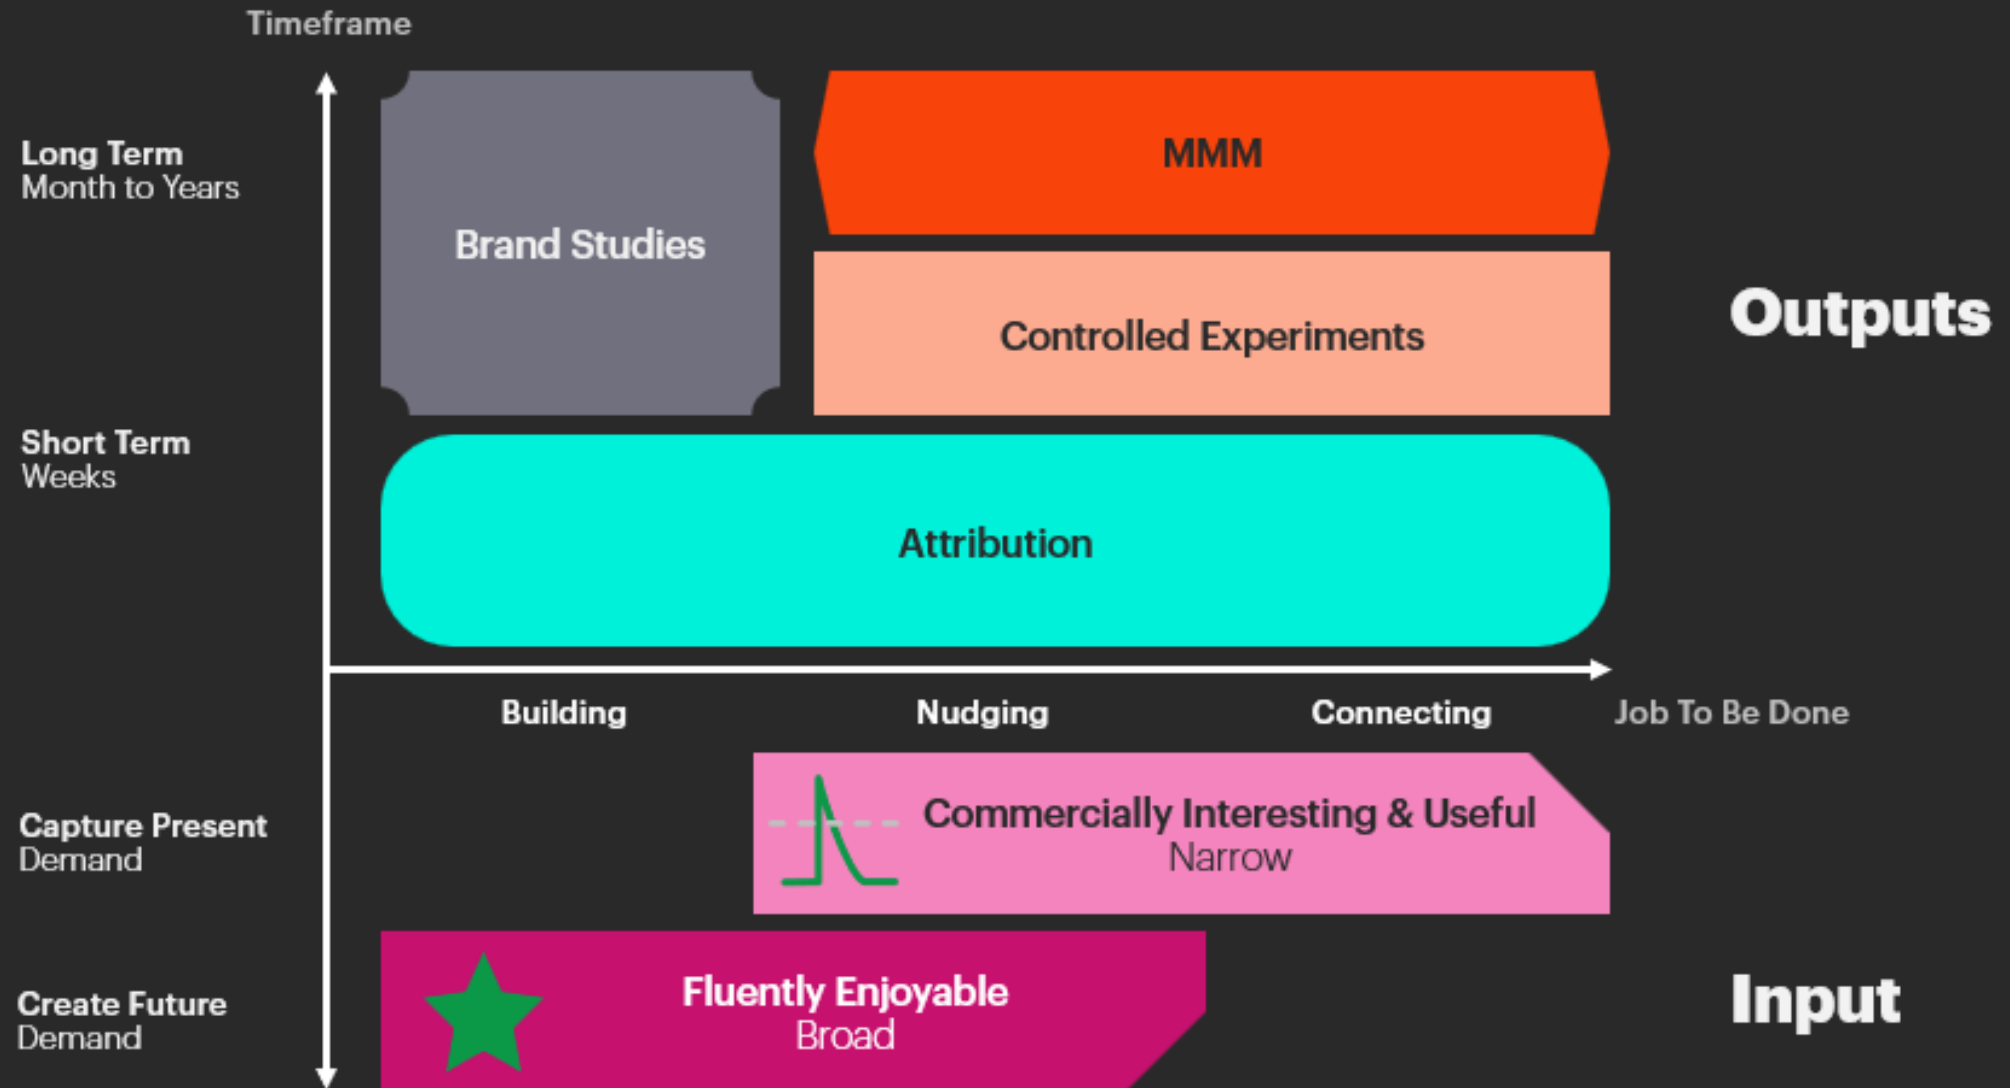 Timeframe
Long Term
Month to Years
Brand Studies
MMM
Controlled Experiments
Outputs
Short Term
Weeks
Attribution
Building
Nudging
Connecting
Job To Be Done
Capture Present
Demand
Commercially Interesting & Useful
Narrow
Create Future
Demand
Fluently Enjoyable
Broad
Input